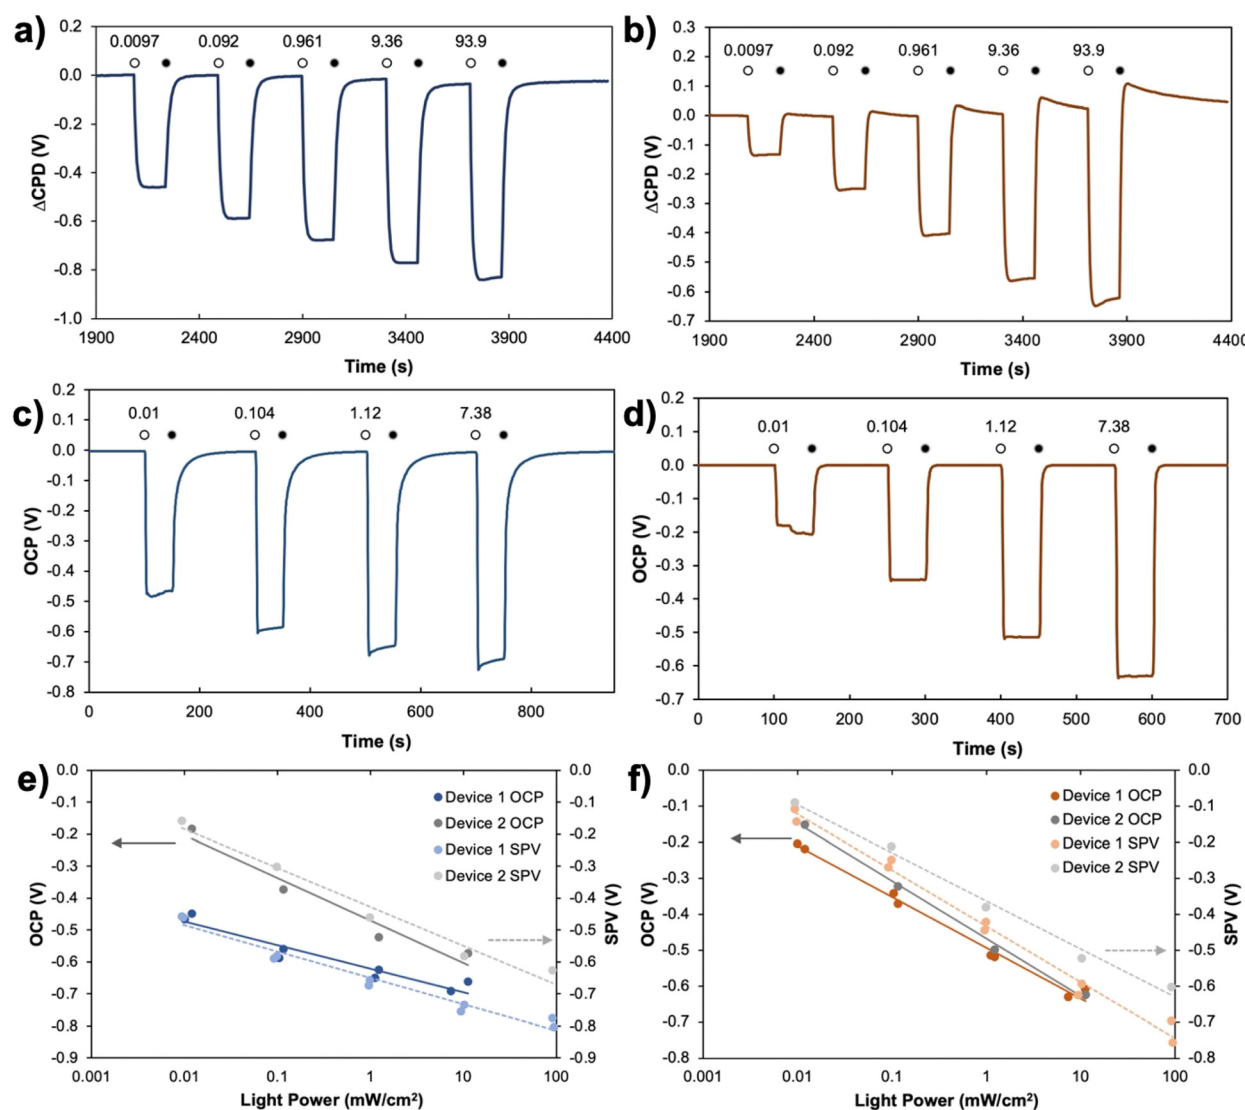 a)
0.2
0.0
-0.2
-0.4
-0.6
-0.8
-1.0
ΔCPD (V)
0.0097 0.092 0.961 9.36 93.9
1900 2400 2900 3400 3900 4400
Time (s)
b)
0.3
0.2
0.1
0.0
-0.1
-0.2
-0.3
-0.4
-0.5
-0.6
-0.7
ΔCPD (V)
0.0097 0.092 0.961 9.36 93.9
1900 2400 2900 3400 3900 4400
Time (s)
c)
0.2
0.1
0.0
-0.1
-0.2
-0.3
-0.4
-0.5
-0.6
-0.7
-0.8
OCP (V)
0.01 0.104 1.12 7.38
0 200 400 600 800
Time (s)
d)
0.2
0.1
0.0
-0.1
-0.2
-0.3
-0.4
-0.5
-0.6
-0.7
OCP (V)
0.01 0.104 1.12 7.38
0 100 200 300 400 500 600 700
Time (s)
e)
0.0
-0.1
-0.2
-0.3
-0.4
-0.5
-0.6
-0.7
-0.8
-0.9
OCP (V)
Device 1 OCP
Device 2 OCP
Device 1 SPV
Device 2 SPV
0.0
-0.1
-0.2
-0.3
-0.4
-0.5
-0.6
-0.7
-0.8
-0.9
SPV (V)
0.001 0.01 0.1 1 10 100
Light Power (mW/cm²)
f)
0.0
-0.1
-0.2
-0.3
-0.4
-0.5
-0.6
-0.7
-0.8
OCP (V)
Device 1 OCP
Device 2 OCP
Device 1 SPV
Device 2 SPV
0.0
-0.1
-0.2
-0.3
-0.4
-0.5
-0.6
-0.7
-0.8
SPV (V)
0.001 0.01 0.1 1 10 100
Light Power (mW/cm²)